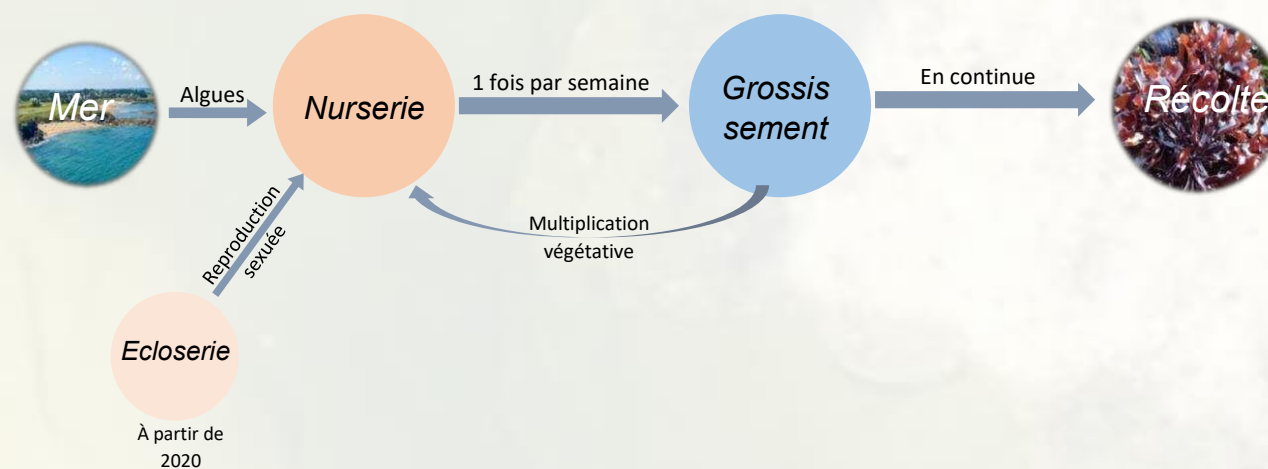 Mer
Algues
Nurserie
1 fois par semaine
Grossis
sement
En continue
Récolte
Multiplication
végétative
Reproduction
sexuée
Ecloserie
À partir de
2020